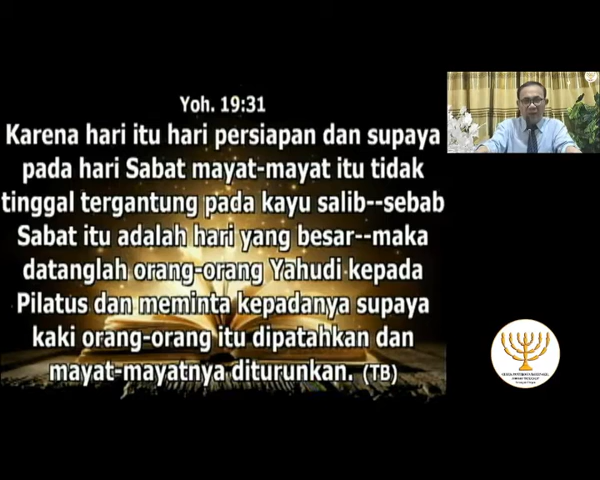 Yoh. 19:31
Karena hari itu hari persiapan dan supaya
pada hari Sabat mayat-mayat itu tidak
tinggal tergantung pada kayu salib--sebab
Sabat itu adalah hari yang besar--maka
datanglah orang-orang Yahudi kepada
Pilatus dan meminta kepadanya supaya
kaki orang-orang itu dipatahkan dan
mayat-mayatnya diturunkan. (TB)